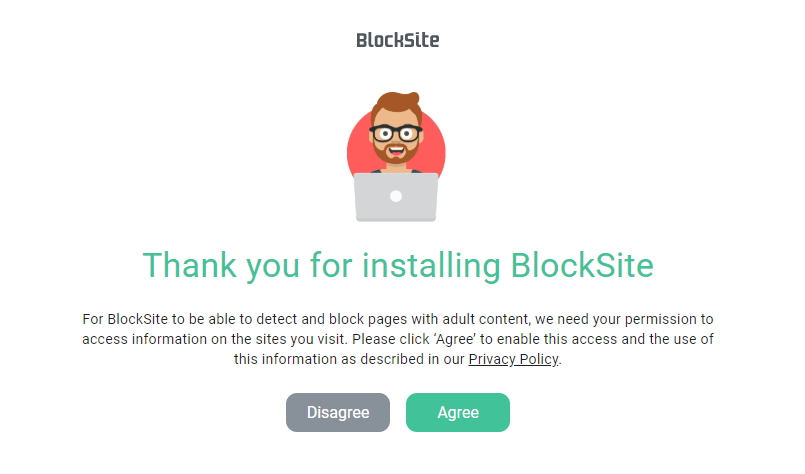 BlockSite
Thank you for installing BlockSite
For BlockSite to be able to detect and block pages with adult content, we need your permission to
access information on the sites you visit. Please click ‘Agree’ to enable this access and the use of
this information as described in our Privacy Policy.
Disagree Agree